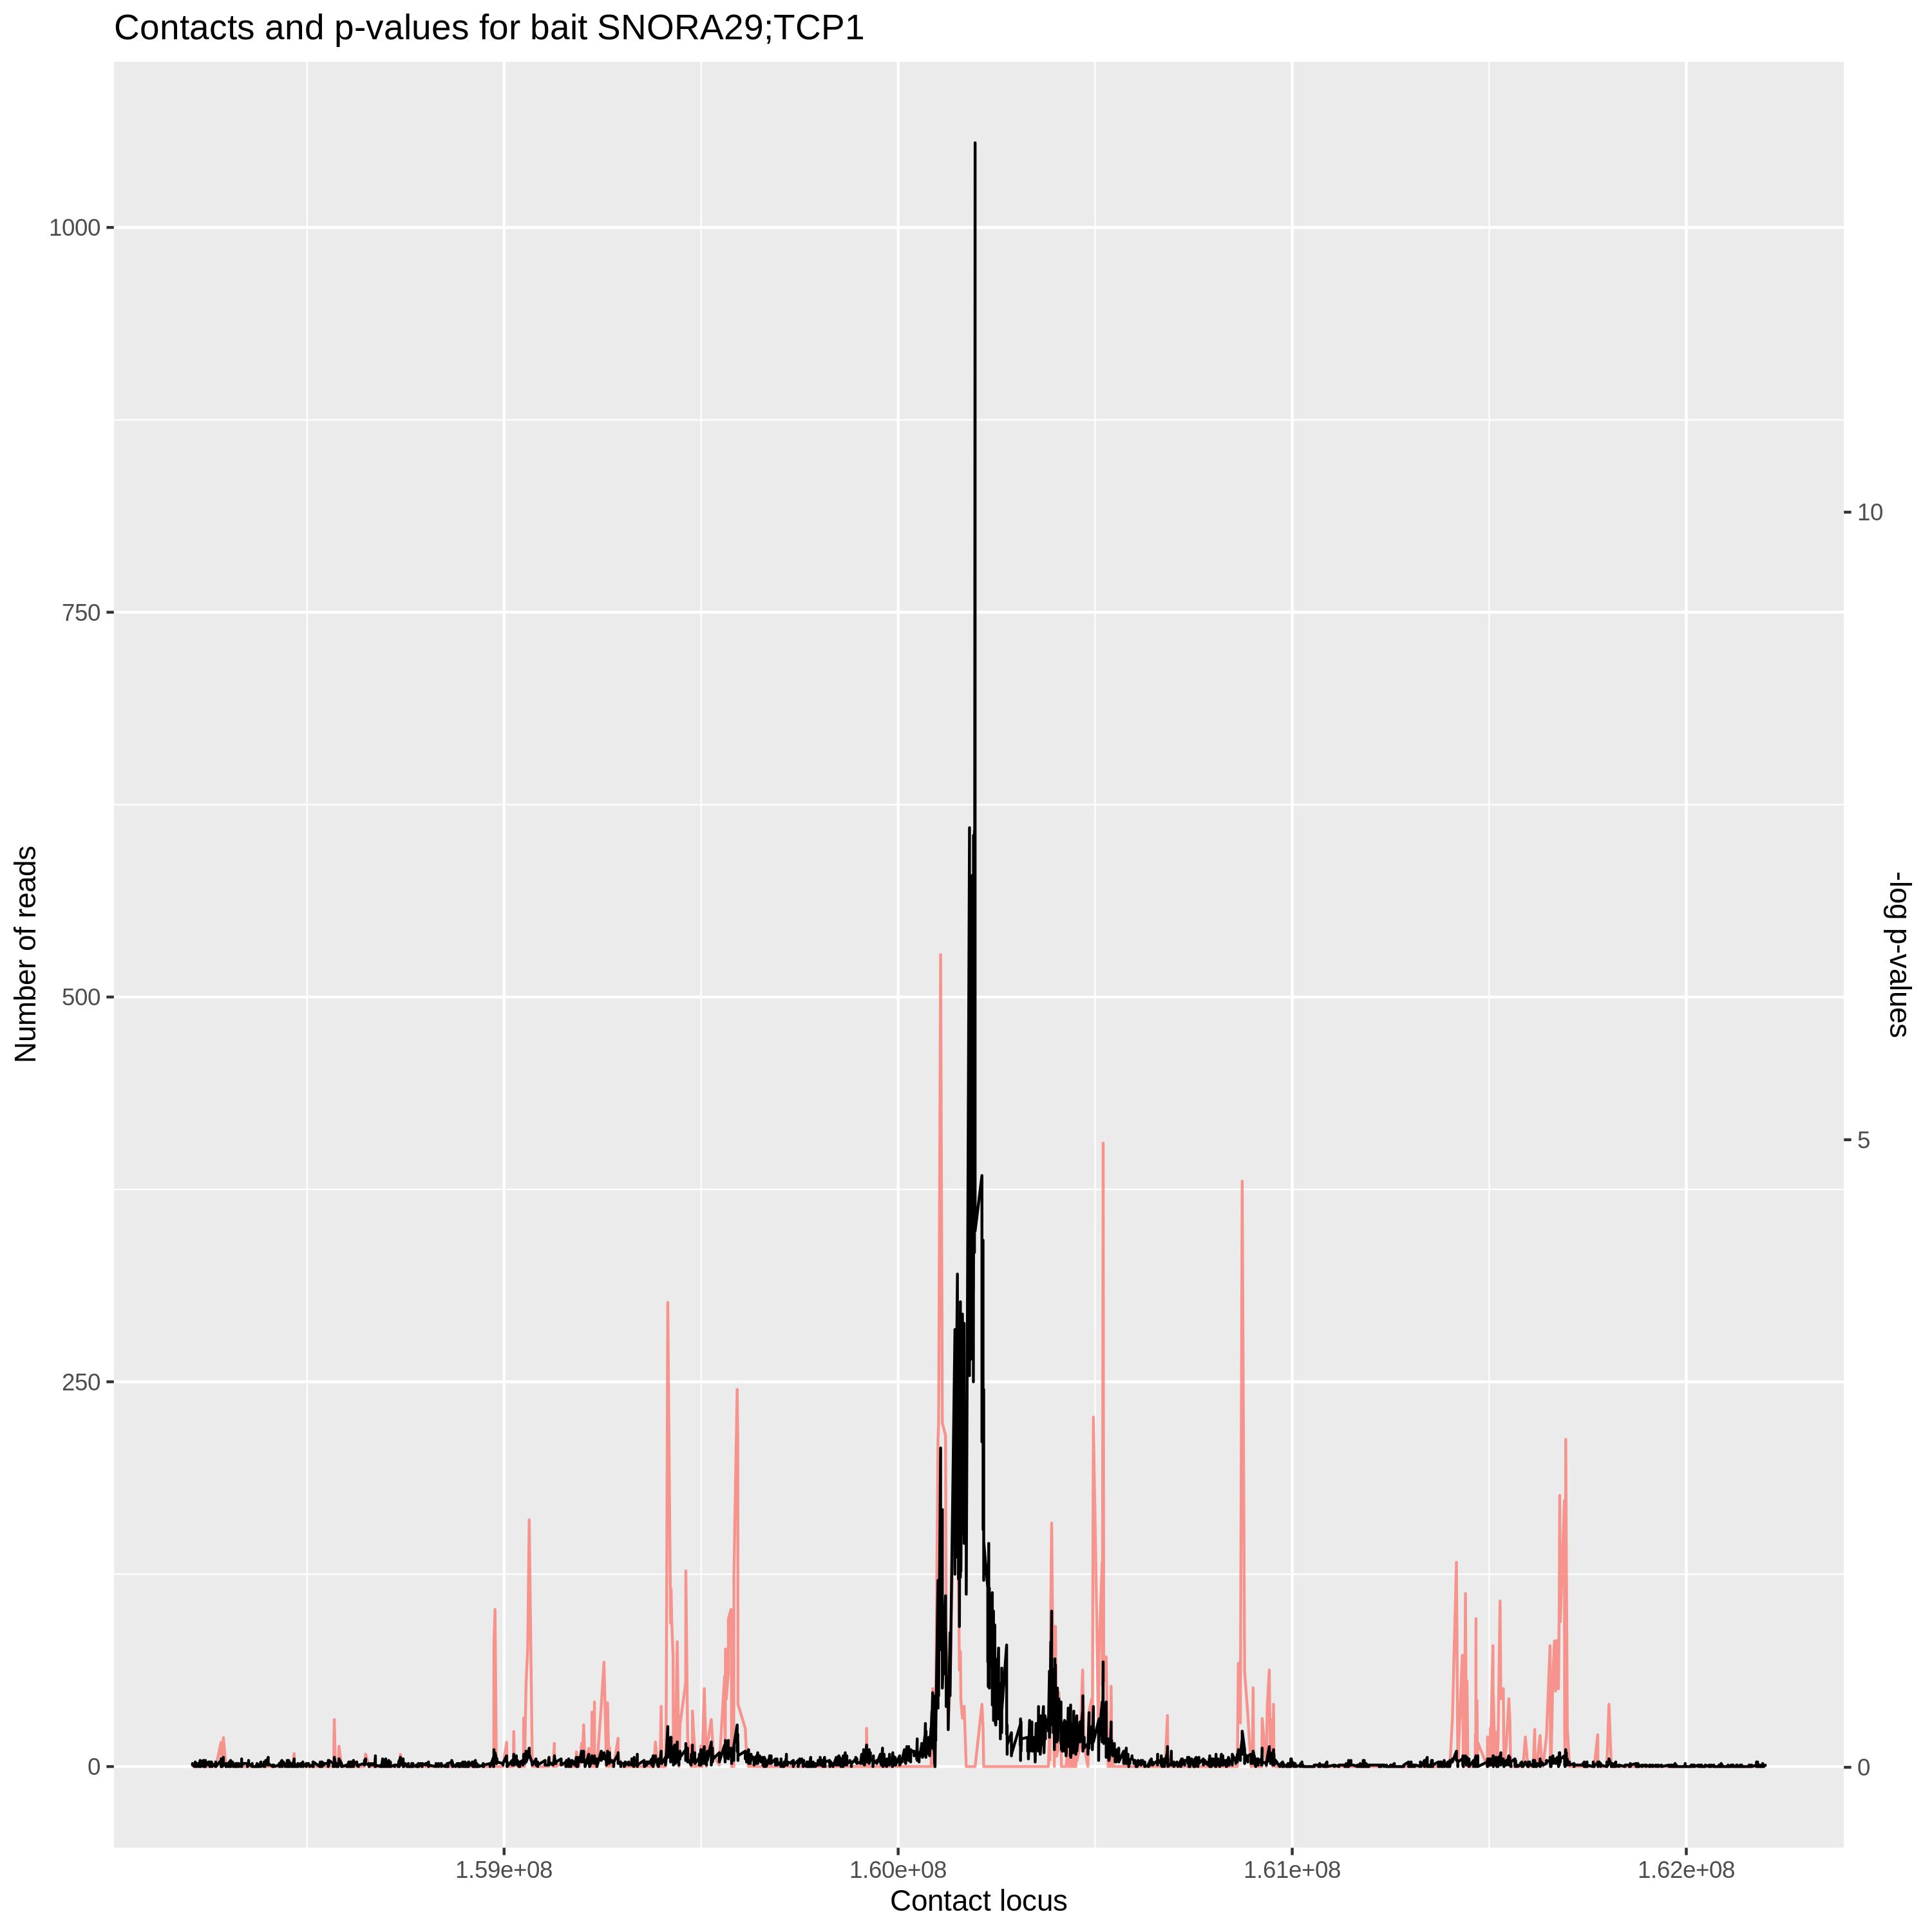 Contacts and p-values for bait SNORA29;TCP1
1000
750
500
250
0
Number of reads
10
5
0
-log p-values
1.59e+08
1.60e+08
1.61e+08
1.62e+08
Contact locus